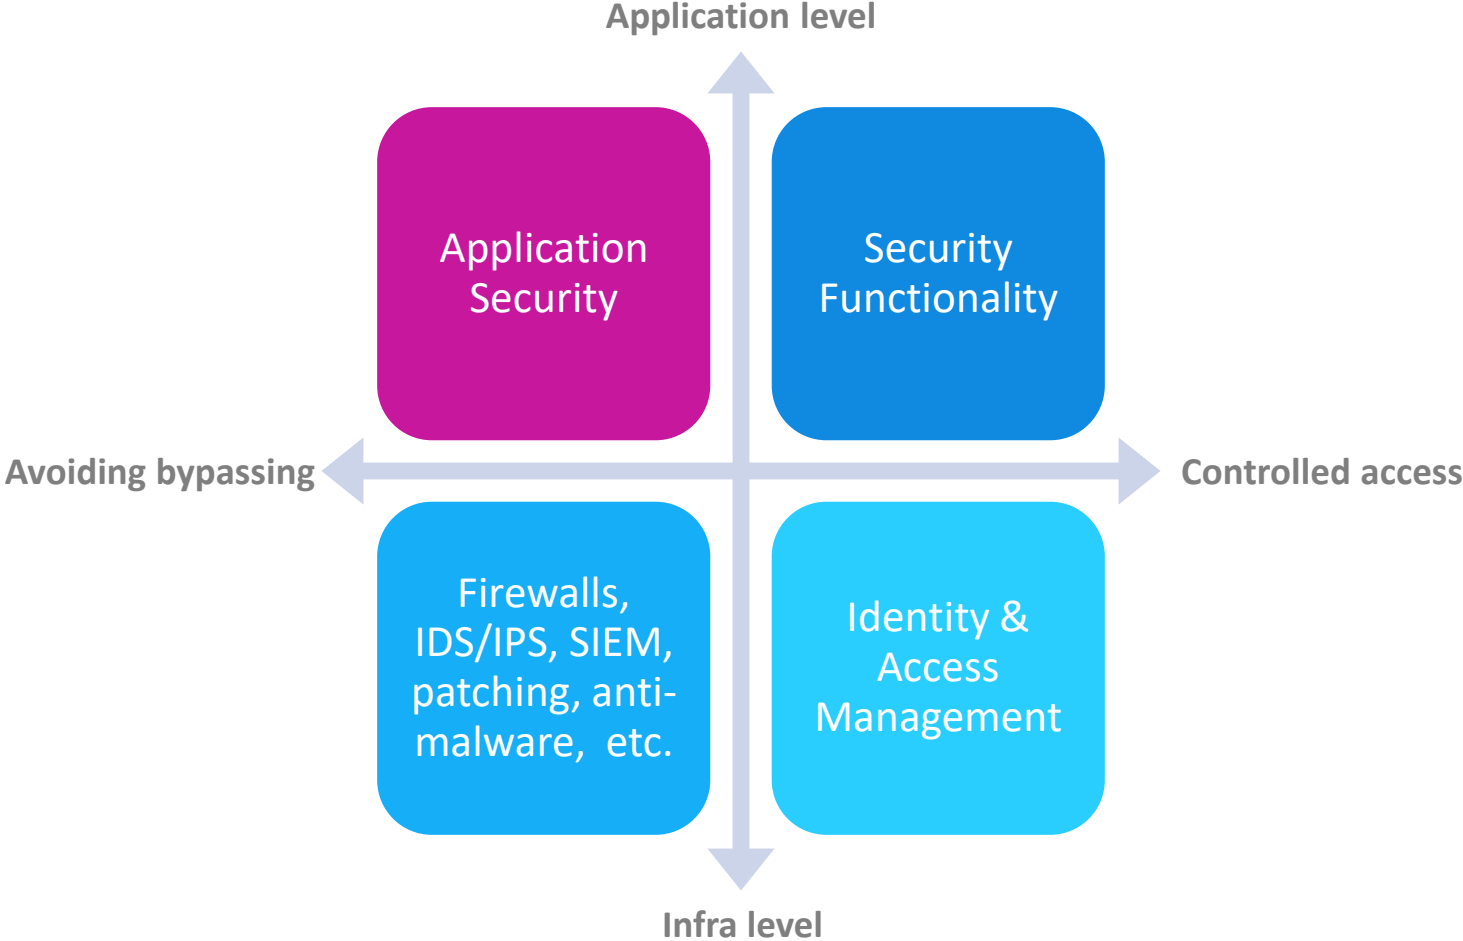 Application level
Application
Security
Security
Functionality
Avoiding bypassing
Controlled access
Firewalls,
IDS/IPS, SIEM,
patching, anti-
malware,  etc.
Identity &
Access
Management
Infra level